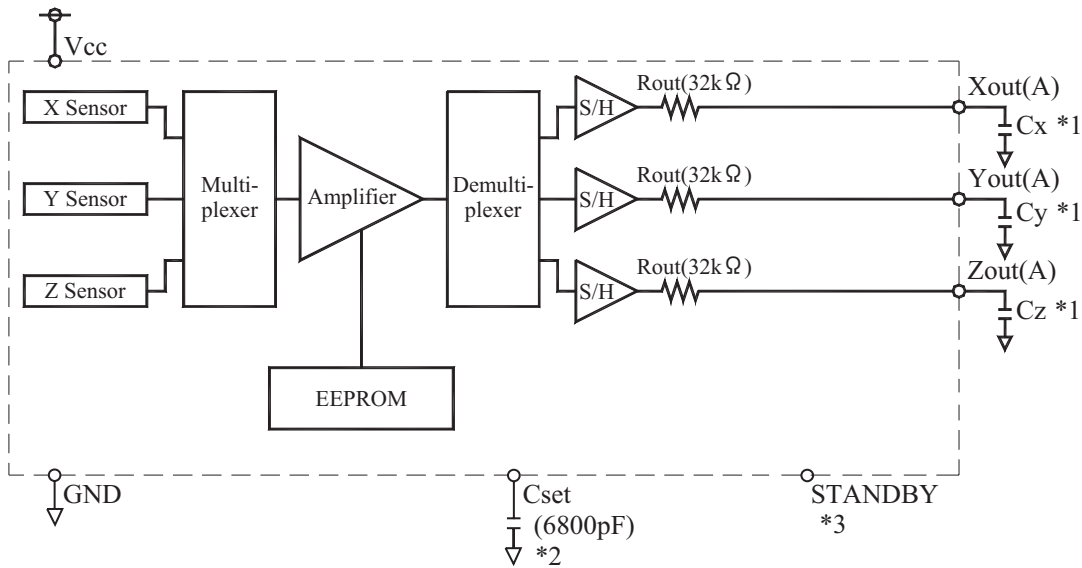 Vcc
X Sensor
Y Sensor
Z Sensor
Multi-
plexer
Amplifier
EEPROM
Demulti-
plexer
S/H
Rout(32kΩ)
Xout(A)
Cx *1
S/H
Rout(32kΩ)
Yout(A)
Cy *1
S/H
Rout(32kΩ)
Zout(A)
Cz *1
GND
Cset
(6800pF)
*2
STANDBY
*3